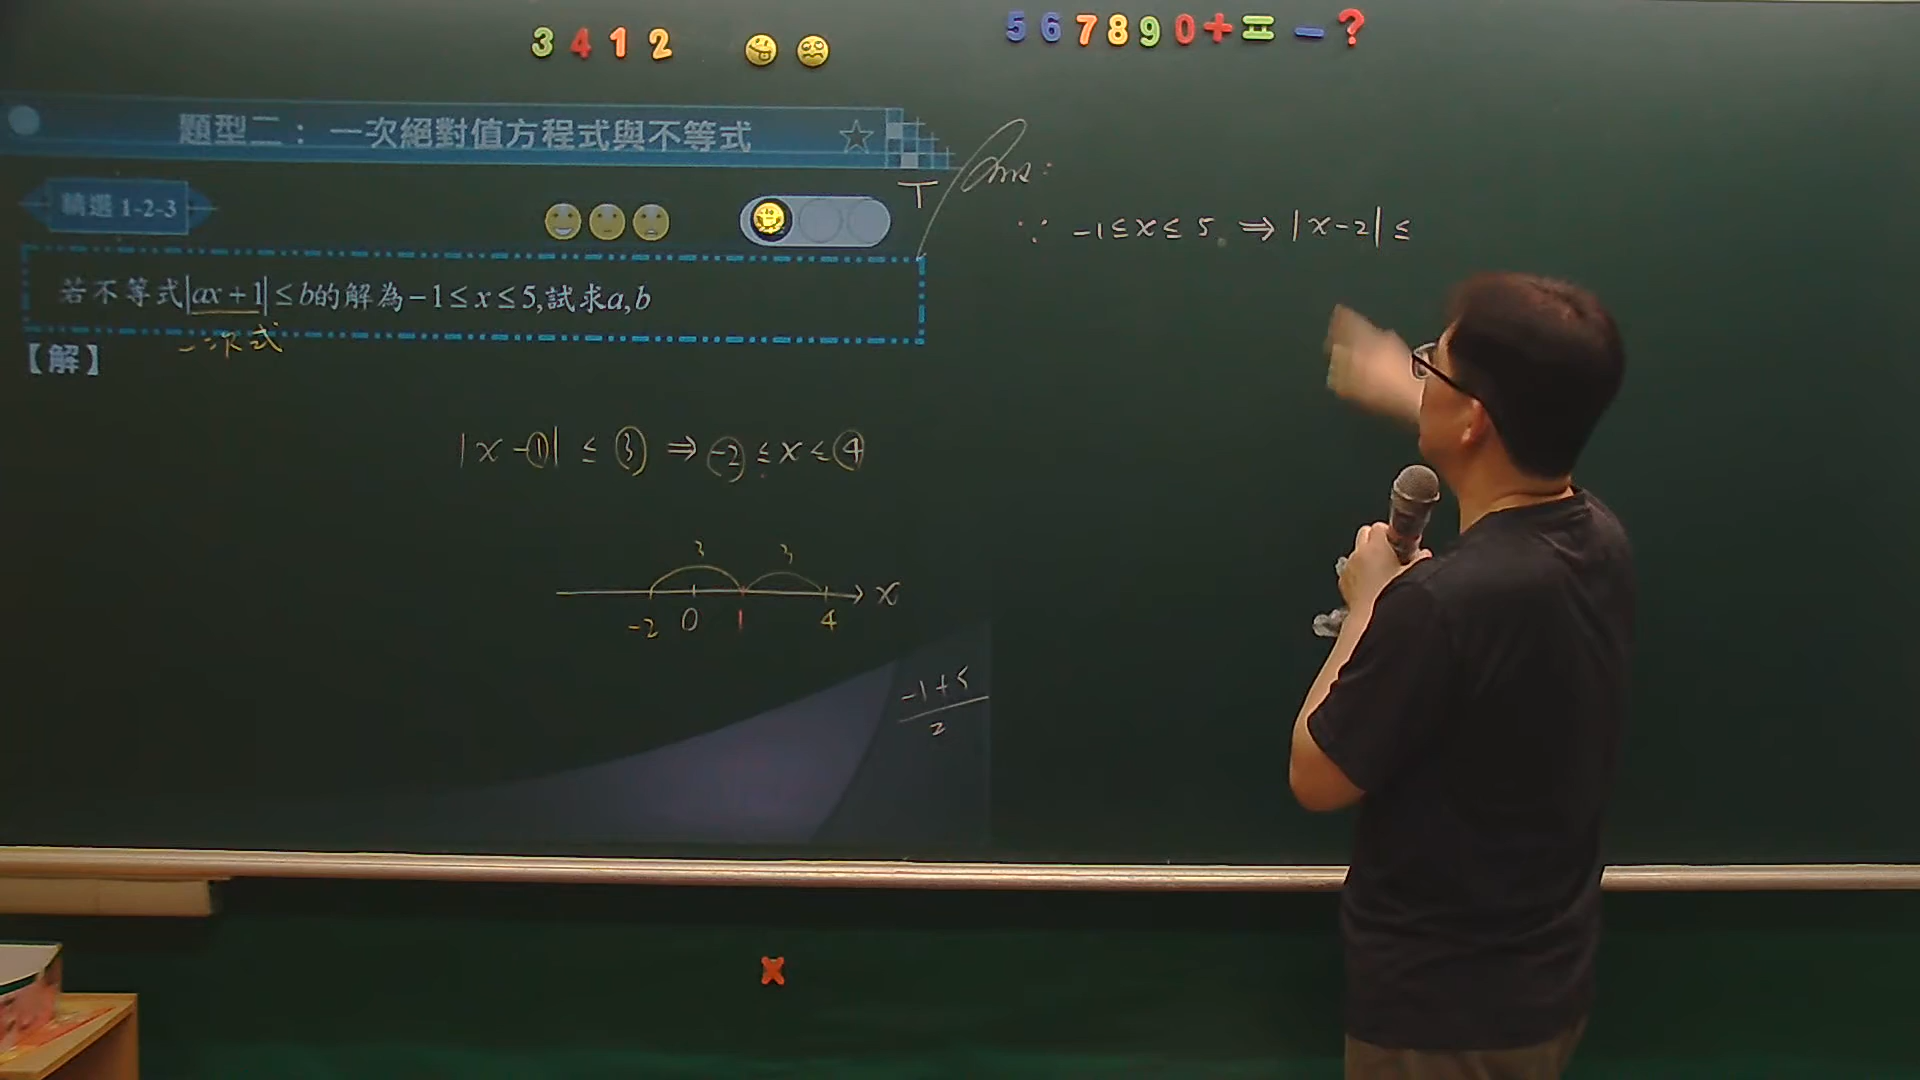 3 4 1 2
5 6 7 8 9 0 + = - ?
題型二：一次絕對值方程式與不等式
精選 1-2-3
若不等式|ax+1|≤b的解為-1≤x≤5,試求a,b
一次式
【解】
|x-1| ≤ 3 ⇒ -2 ≤ x ≤ 4
3 3
-2 0 1 4 x
-1+5
2
Ans:
∵ -1≤x≤5 ⇒ |x-2| ≤
x